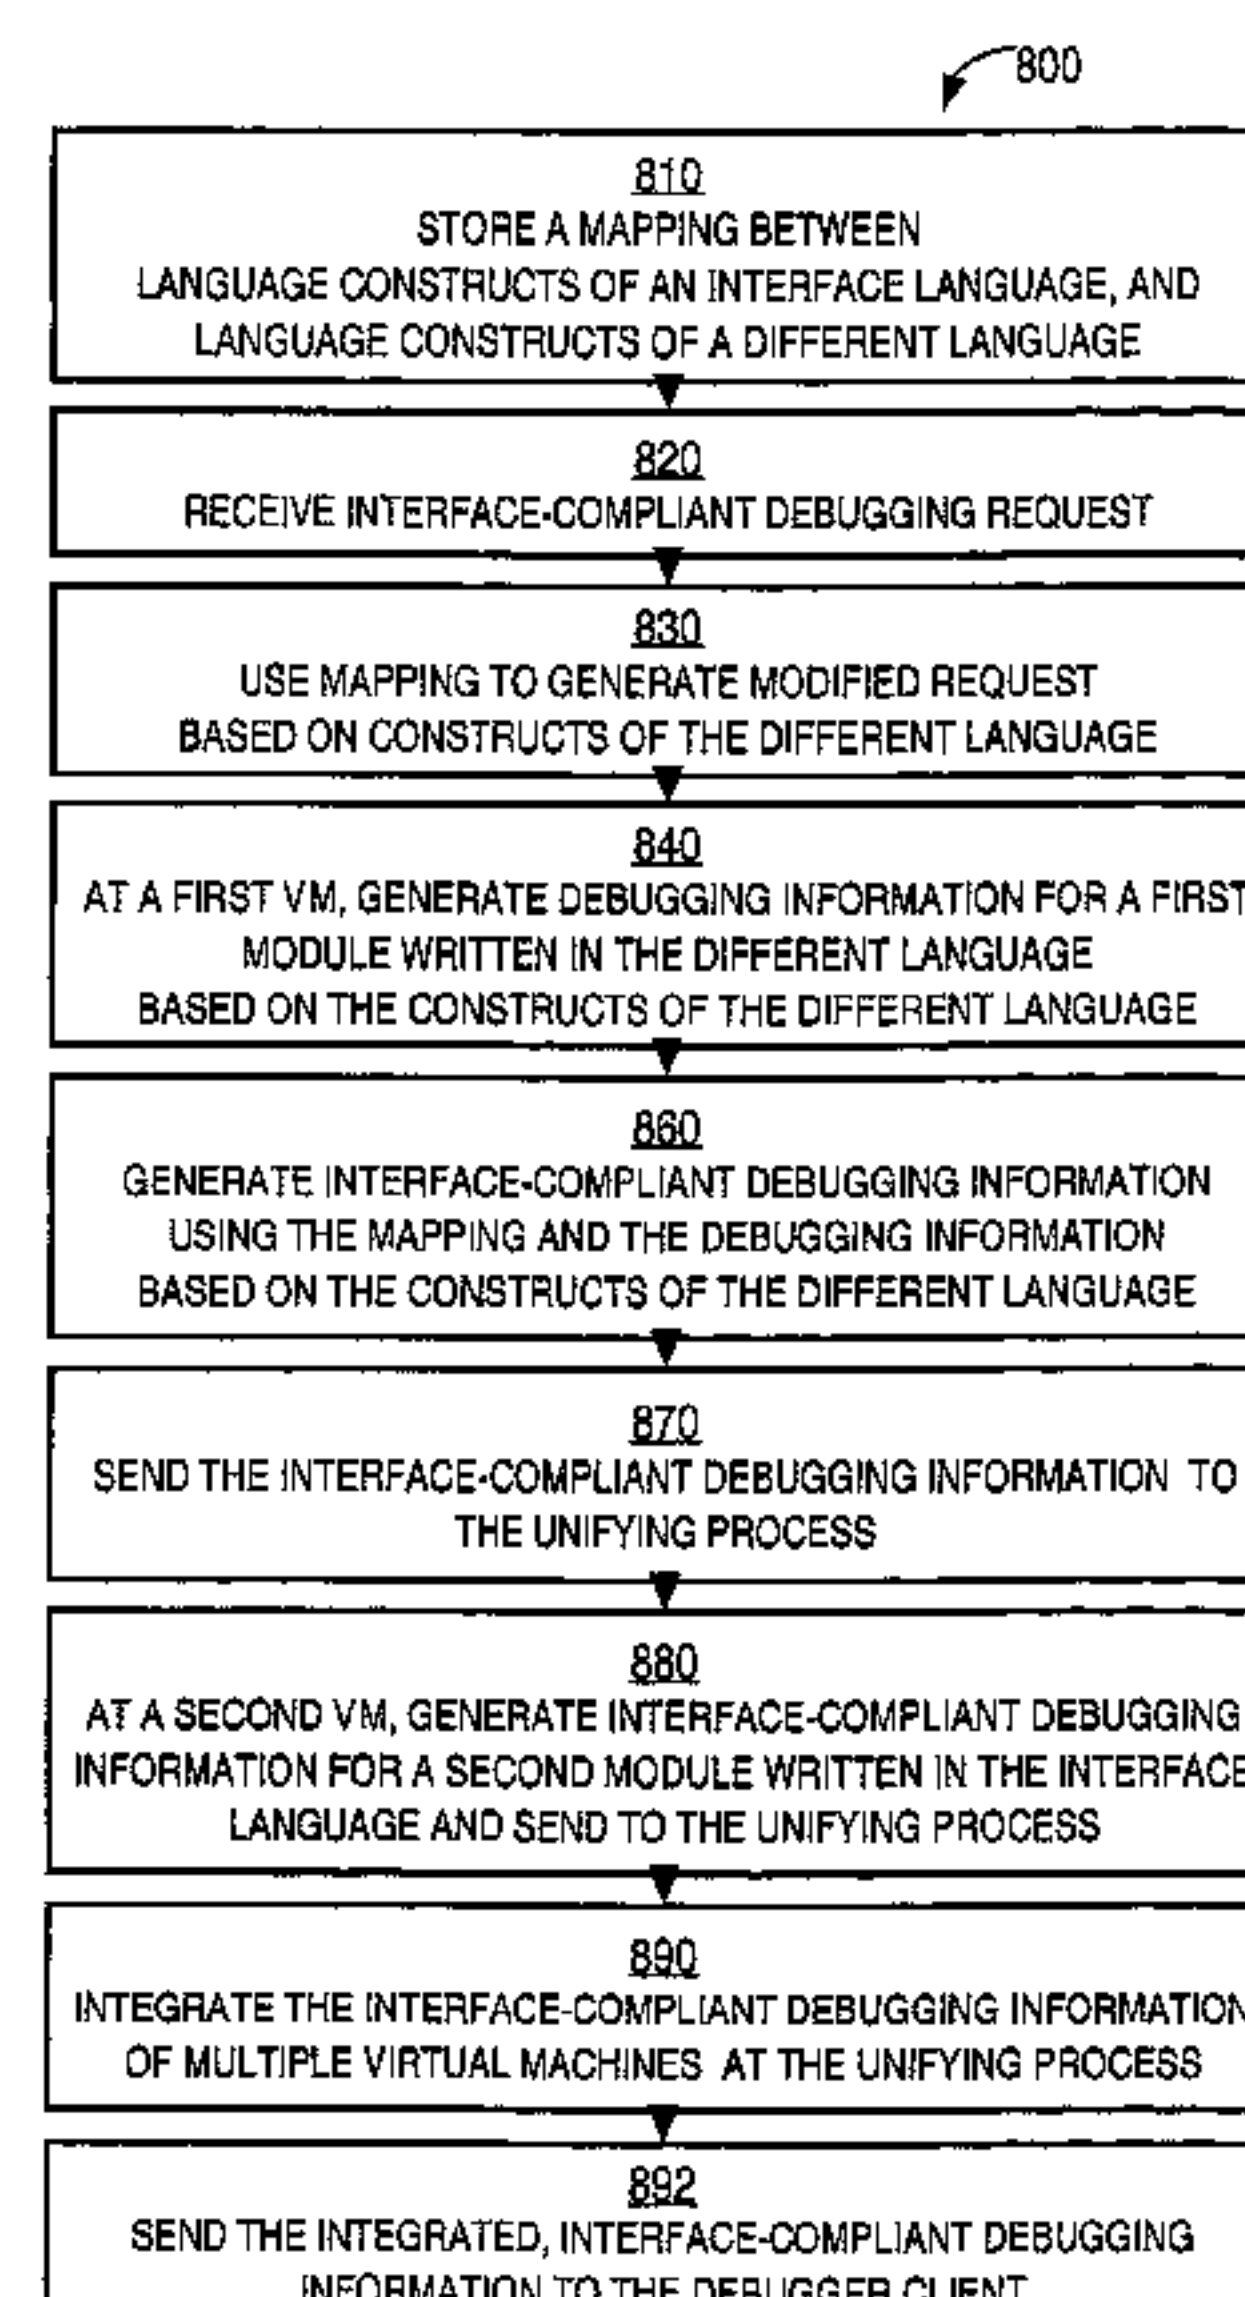 800
810
STORE A MAPPING BETWEEN
LANGUAGE CONSTRUCTS OF AN INTERFACE LANGUAGE, AND
LANGUAGE CONSTRUCTS OF A DIFFERENT LANGUAGE
820
RECEIVE INTERFACE-COMPLIANT DEBUGGING REQUEST
830
USE MAPPING TO GENERATE MODIFIED REQUEST
BASED ON CONSTRUCTS OF THE DIFFERENT LANGUAGE
840
AT A FIRST VM, GENERATE DEBUGGING INFORMATION FOR A FIRST
MODULE WRITTEN IN THE DIFFERENT LANGUAGE
BASED ON THE CONSTRUCTS OF THE DIFFERENT LANGUAGE
860
GENERATE INTERFACE-COMPLIANT DEBUGGING INFORMATION
USING THE MAPPING AND THE DEBUGGING INFORMATION
BASED ON THE CONSTRUCTS OF THE DIFFERENT LANGUAGE
870
SEND THE INTERFACE-COMPLIANT DEBUGGING INFORMATION TO
THE UNIFYING PROCESS
880
AT A SECOND VM, GENERATE INTERFACE-COMPLIANT DEBUGGING
INFORMATION FOR A SECOND MODULE WRITTEN IN THE INTERFACE
LANGUAGE AND SEND TO THE UNIFYING PROCESS
890
INTEGRATE THE INTERFACE-COMPLIANT DEBUGGING INFORMATION
OF MULTIPLE VIRTUAL MACHINES AT THE UNIFYING PROCESS
892
SEND THE INTEGRATED, INTERFACE-COMPLIANT DEBUGGING
INFORMATION TO THE DEBUGGER CLIENT